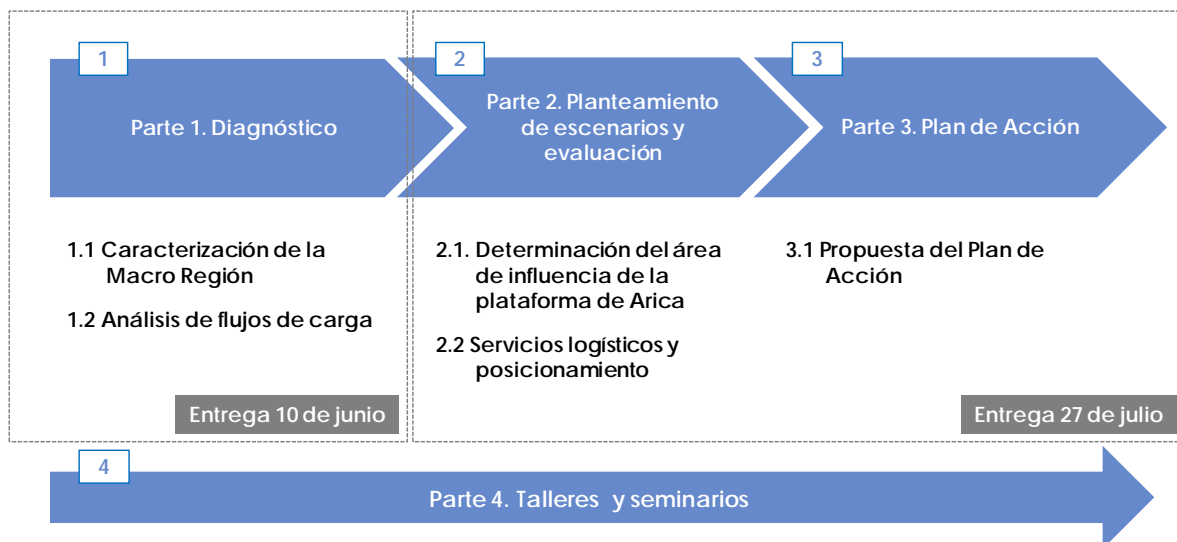 1
Parte 1. Diagnóstico
2
Parte 2. Planteamiento
de escenarios y
evaluación
3
Parte 3. Plan de Acción
1.1 Caracterización de la
Macro Región
1.2 Análisis de flujos de carga
Entrega 10 de junio
2.1. Determinación del área
de influencia de la
plataforma de Arica
2.2 Servicios logísticos y
posicionamiento
3.1 Propuesta del Plan de
Acción
Entrega 27 de julio
4
Parte 4. Talleres y seminarios